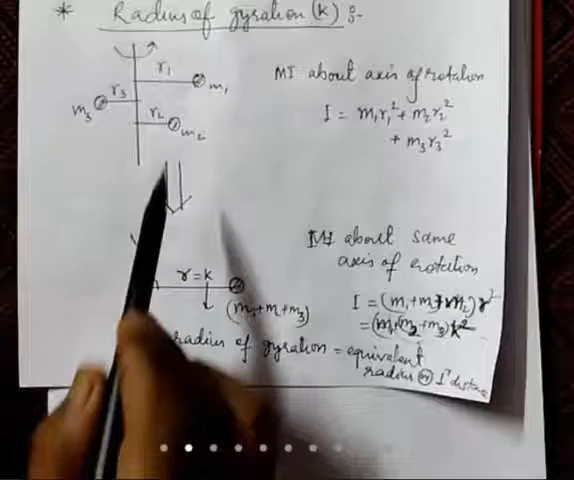 * Radius of gyration (K) :-
r₁
m₁
r₃
m₃
r₂
m₂
MI about axis of rotation
I = m₁r₁² + m₂r₂²
+ m₃r₃²
MI about same
axis of rotation
r = K
(m₁+m+m₃)
I = (m₁+m₂+m₃)r²
= (m₁+m₂+m₃)K²
radius of gyration = equivalent
radius or ⊥ʳ distance